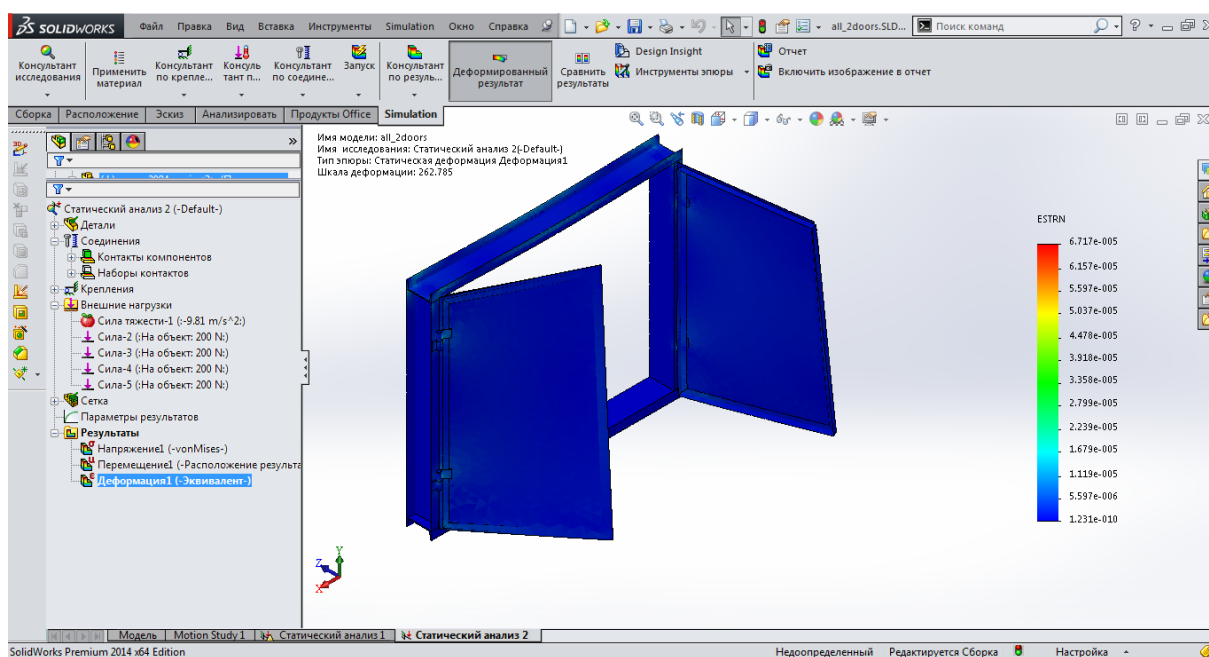 SOLIDWORKS Файл Правка Вид Вставка Инструменты Simulation Окно Справка all_2doors.SLD... Поиск команд
Консультант исследования
Применить материал
Консультант по крепле...
Консуль тант п...
Консультант по соедине...
Запуск
Консультант по резуль...
Деформированный результат
Сравнить результаты
Design Insight
Инструменты эпюры
Отчет
Включить изображение в отчет
Сборка Расположение Эскиз Анализировать Продукты Office Simulation
Имя модели: all_2doors
Имя исследования: Статический анализ 2(-Default-)
Тип эпюры: Статическая деформация Деформация1
Шкала деформации: 262.785
Статический анализ 2 (-Default-)
Детали
Соединения
Контакты компонентов
Наборы контактов
Крепления
Внешние нагрузки
Сила тяжести-1 (:-9.81 m/s^2:)
Сила-2 (:На объект: 200 N:)
Сила-3 (:На объект: 200 N:)
Сила-4 (:На объект: 200 N:)
Сила-5 (:На объект: 200 N:)
Сетка
Параметры результатов
Результаты
Напряжение1 (-vonMises-)
Перемещение1 (-Расположение результа
Деформация1 (-Эквивалент-)
ESTRN
6.717e-005
6.157e-005
5.597e-005
5.037e-005
4.478e-005
3.918e-005
3.358e-005
2.799e-005
2.239e-005
1.679e-005
1.119e-005
5.597e-006
1.231e-010
Y
Z
X
Модель Motion Study 1 Статический анализ 1 Статический анализ 2
SolidWorks Premium 2014 x64 Edition Недоопределенный Редактируется Сборка Настройка